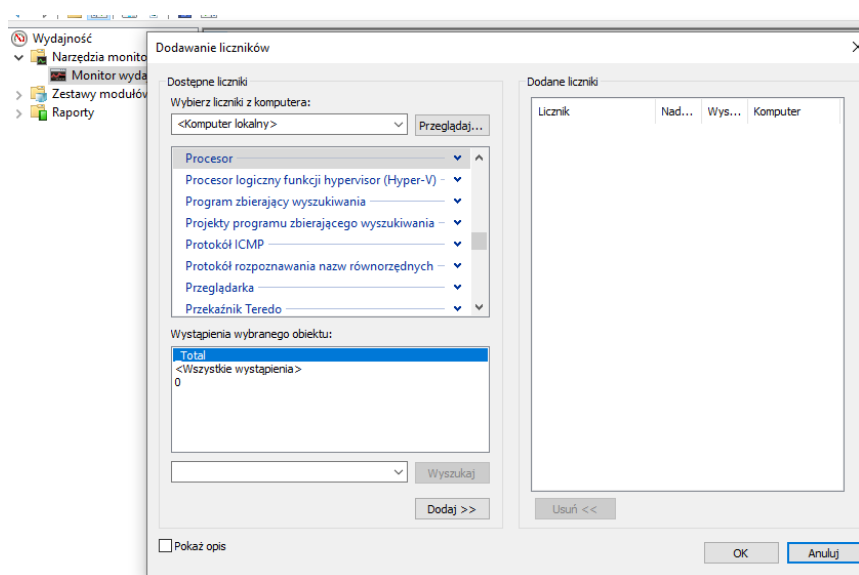 Wydajność
Narzędzia monito
Monitor wyda
Zestawy modułów
Raporty
Dodawanie liczników
Dostępne liczniki
Wybierz liczniki z komputera:
<Komputer lokalny>
Przeglądaj...
Procesor
Procesor logiczny funkcji hypervisor (Hyper-V)
Program zbierający wyszukiwania
Projekty programu zbierającego wyszukiwania
Protokół ICMP
Protokół rozpoznawania nazw równorzędnych
Przeglądarka
Przekaźnik Teredo
Wystąpienia wybranego obiektu:
_Total
<Wszystkie wystąpienia>
0
Wyszukaj
Dodaj >>
Pokaż opis
Dodane liczniki
Licznik Nad... Wys... Komputer
Usuń <<
OK Anuluj